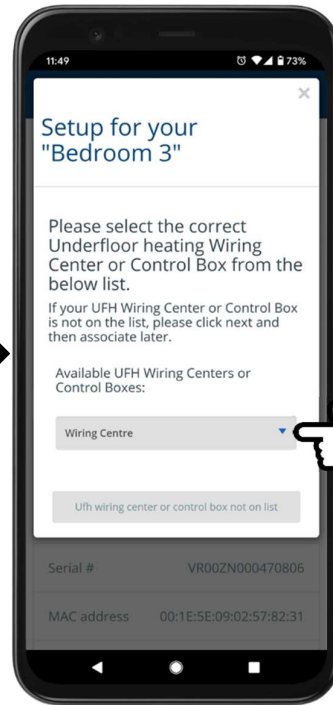 11:49
73%
Setup for your
"Bedroom 3"
Please select the correct
Underfloor heating Wiring
Center or Control Box from the
below list.
If your UFH Wiring Center or Control Box
is not on the list, please click next and
then associate later.
Available UFH Wiring Centers or
Control Boxes:
Wiring Centre
Ufh wiring center or control box not on list
Serial # VR00ZN000470806
MAC address 00:1E:5E:09:02:57:82:31